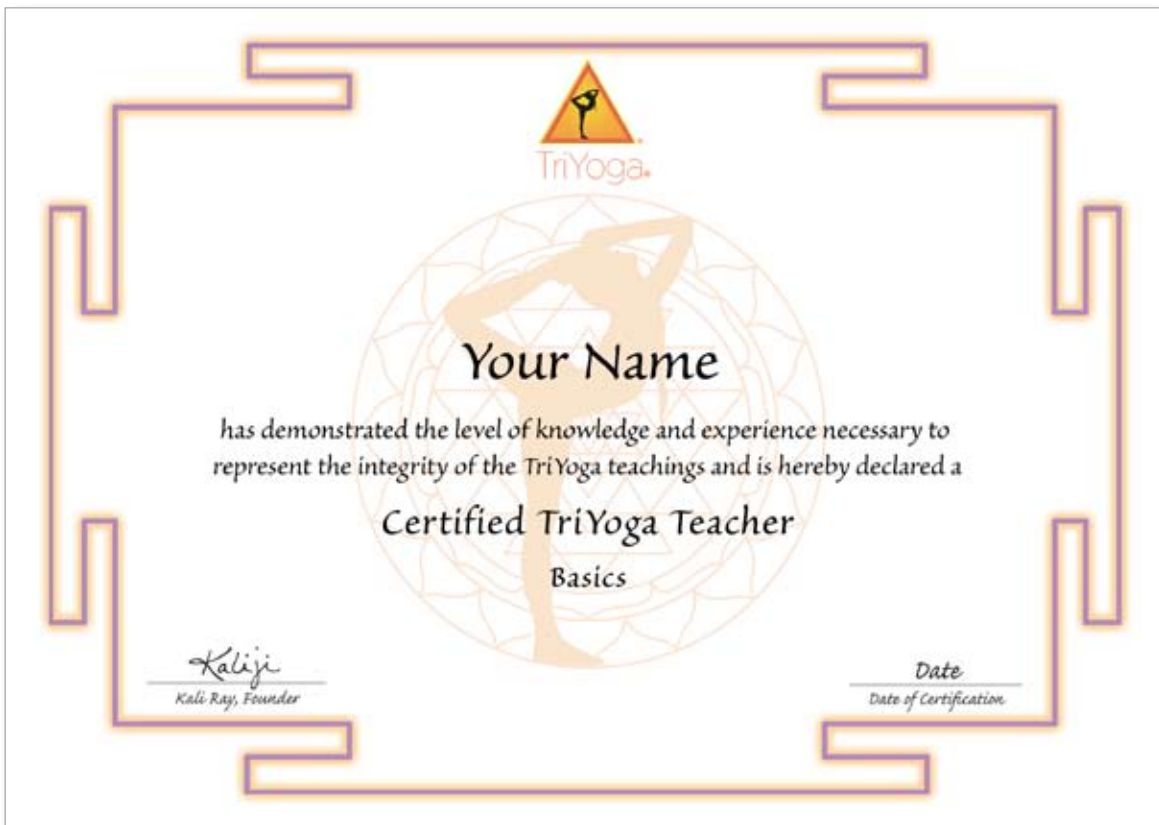 TriYoga®
Your Name
has demonstrated the level of knowledge and experience necessary to
represent the integrity of the TriYoga teachings and is hereby declared a
Certified TriYoga Teacher
Basics
Kaliji
Kali Ray, Founder
Date
Date of Certification